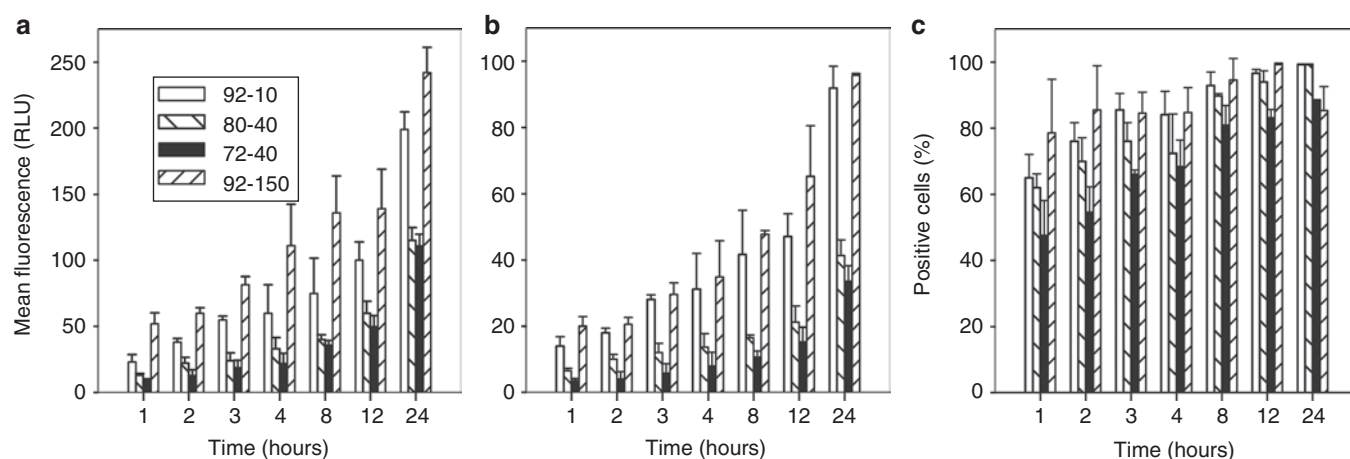 a
Mean fluorescence (RLU)
250
200
150
100
50
0
92-10
80-40
72-40
92-150
1 2 3 4 8 12 24
Time (hours)
b
100
80
60
40
20
0
1 2 3 4 8 12 24
Time (hours)
c
Positive cells (%)
100
80
60
40
20
0
1 2 3 4 8 12 24
Time (hours)